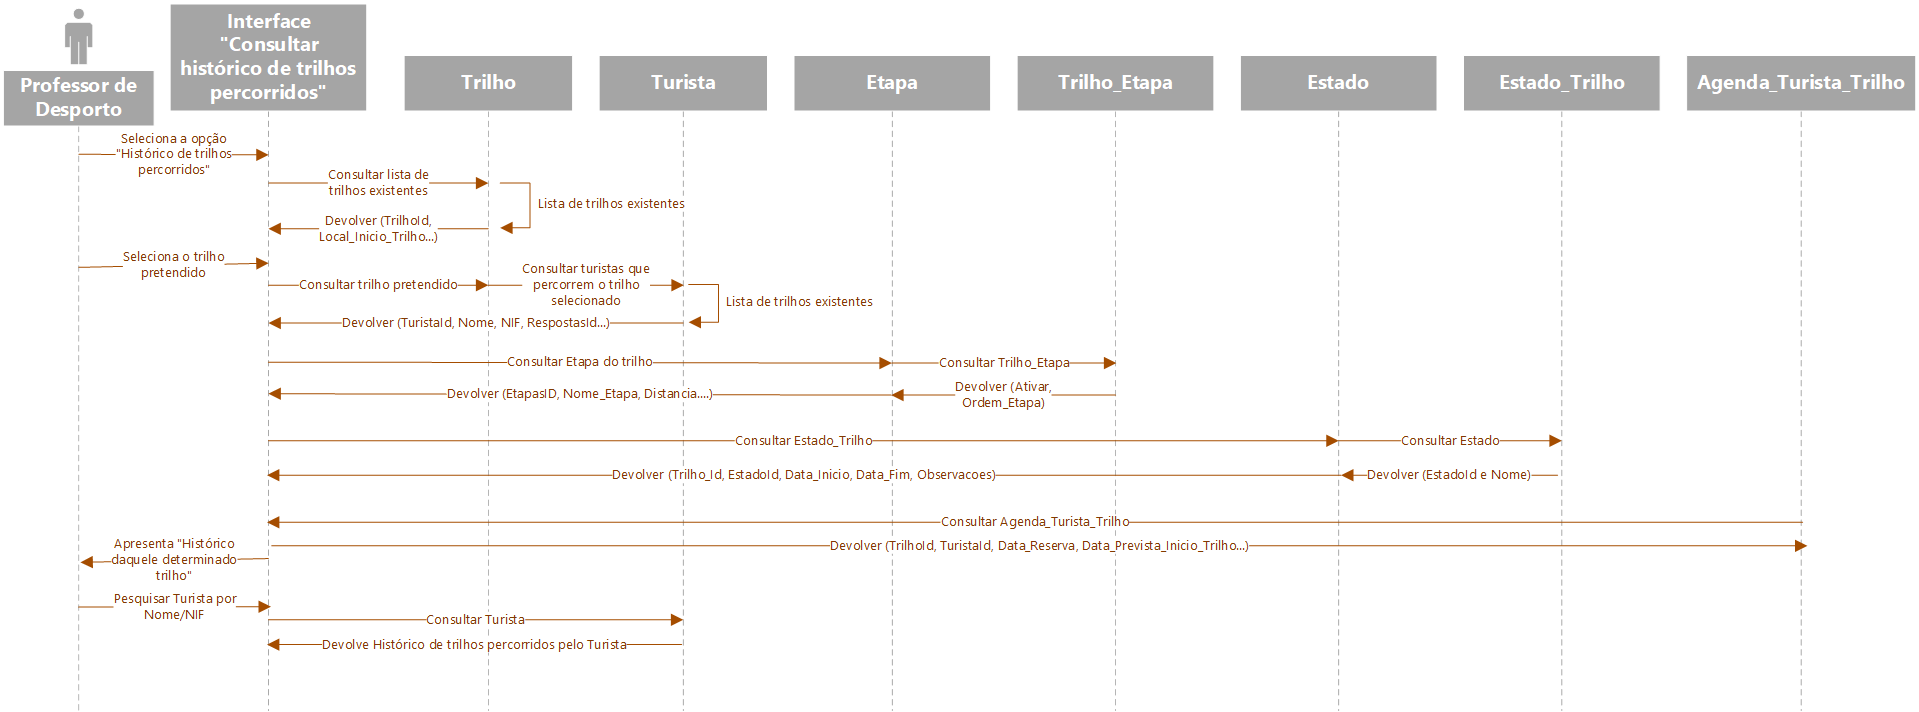 Professor de
Desporto
Interface
"Consultar
histórico de trilhos
percorridos"
Trilho
Turista
Etapa
Trilho_Etapa
Estado
Estado_Trilho
Agenda_Turista_Trilho
Seleciona a opção
"Histórico de trilhos
percorridos"
Consultar lista de
trilhos existentes
Lista de trilhos existentes
Devolver (TrilhoId,
Local_Inicio_Trilho...)
Seleciona o trilho
pretendido
Consultar trilho pretendido
Consultar turistas que
percorrem o trilho
selecionado
Lista de trilhos existentes
Devolver (TuristaId, Nome, NIF, RespostasId...)
Consultar Etapa do trilho
Consultar Trilho_Etapa
Devolver (EtapasID, Nome_Etapa, Distancia....)
Devolver (Ativar,
Ordem_Etapa)
Consultar Estado_Trilho
Consultar Estado
Devolver (Trilho_Id, EstadoId, Data_Inicio, Data_Fim, Observacoes)
Devolver (EstadoId e Nome)
Consultar Agenda_Turista_Trilho
Devolver (TrilhoId, TuristaId, Data_Reserva, Data_Prevista_Inicio_Trilho...)
Apresenta "Histórico
daquele determinado
trilho"
Pesquisar Turista por
Nome/NIF
Consultar Turista
Devolve Histórico de trilhos percorridos pelo Turista